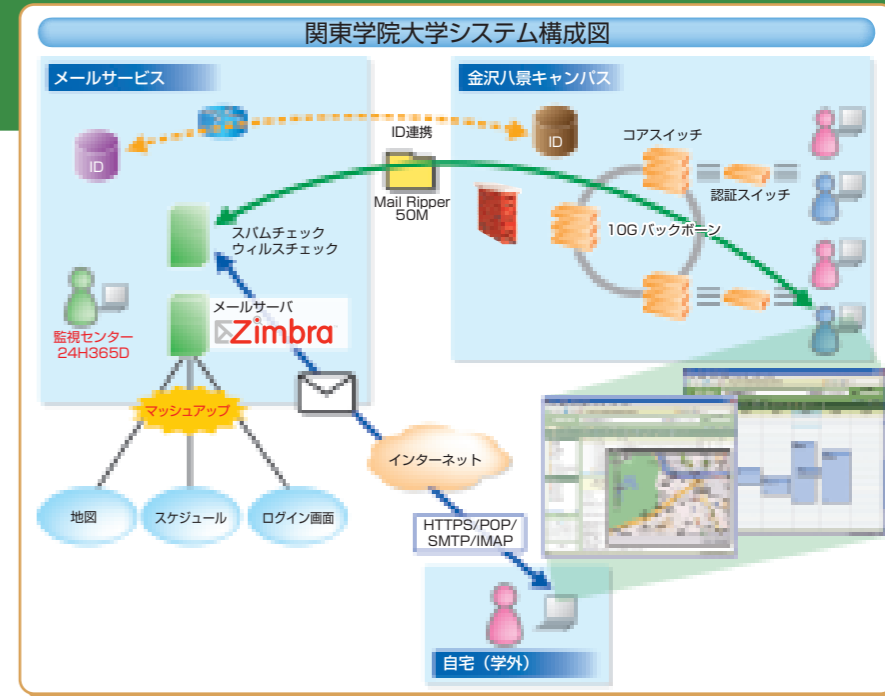 関東学院大学システム構成図
メールサービス
金沢八景キャンパス
ID連携
ID
ID
コアスイッチ
認証スイッチ
Mail Ripper
50M
10G バックボーン
スパムチェック
ウィルスチェック
メールサーバ
Zimbra
監視センター
24H365D
マッシュアップ
インターネット
地図
スケジュール
ログイン画面
HTTPS/POP/
SMTP/IMAP
自宅（学外）